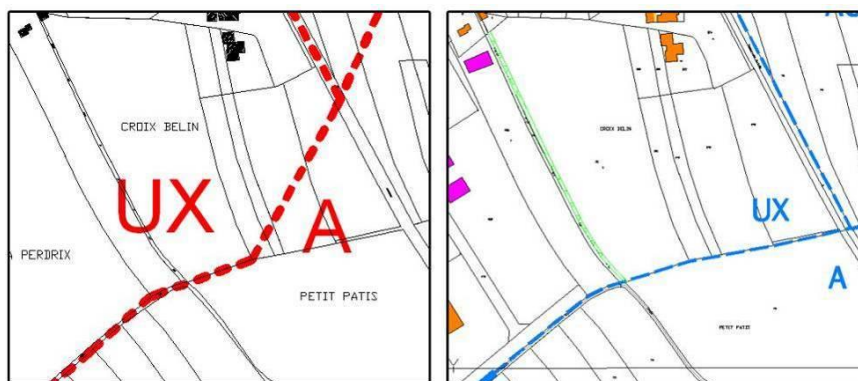 CROIX BELIN
UX
A
PERDRIX
PETIT PATIS
CROIX BELIN
UX
A
PETIT PATIS